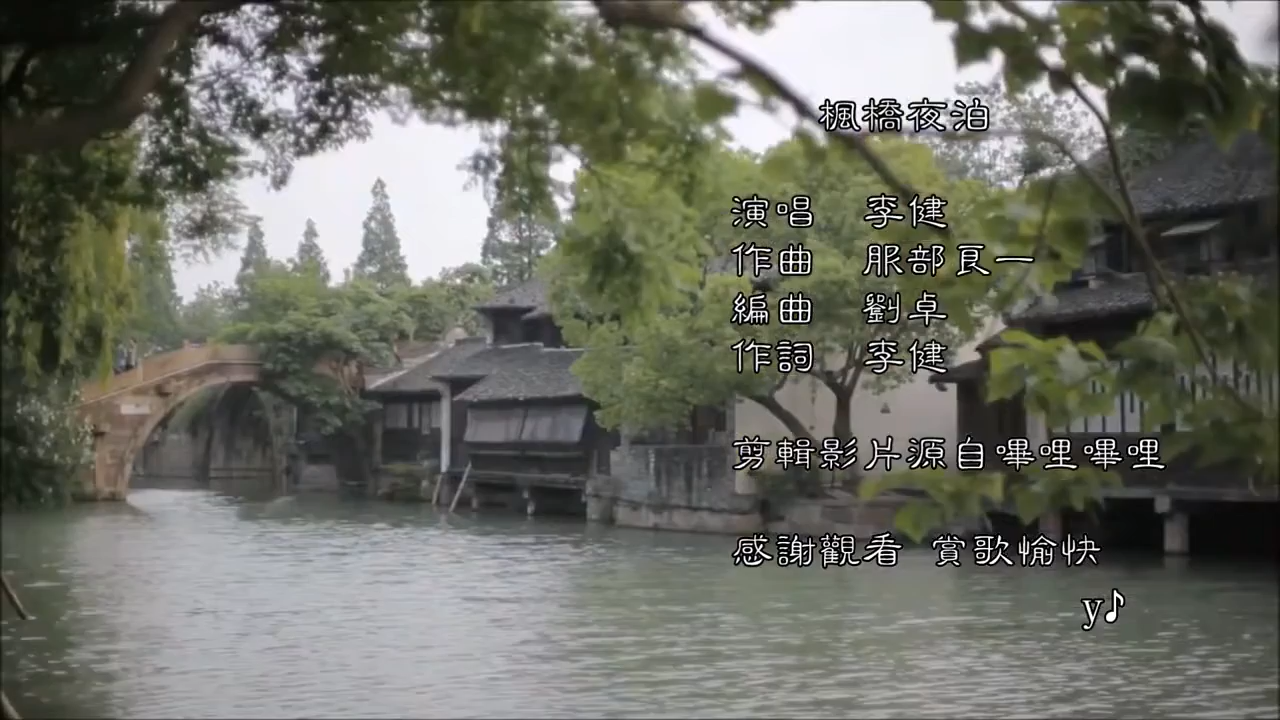 楓橋夜泊
演唱 李健
作曲 服部良一
編曲 劉卓
作詞 李健
剪輯影片源自嗶哩嗶哩
感謝觀看 賞歌愉快
y♪